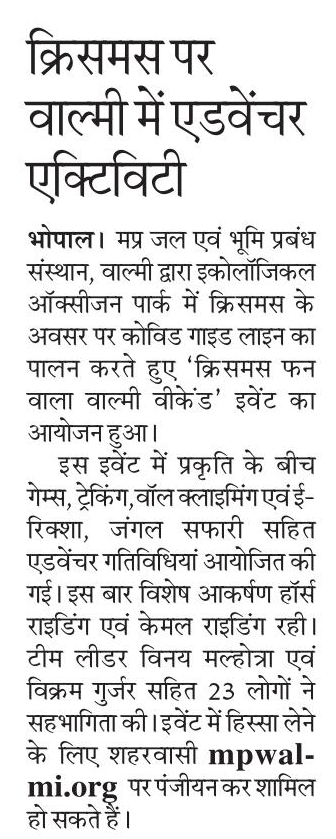 क्रिसमस पर
वाल्मी में एडवेंचर
एक्टिविटी
भोपाल। मप्र जल एवं भूमि प्रबंध
संस्थान, वाल्मी द्वारा इकोलॉजिकल
ऑक्सीजन पार्क में क्रिसमस के
अवसर पर कोविड गाइड लाइन का
पालन करते हुए ‘क्रिसमस फन
वाला वाल्मी वीकेंड’ इवेंट का
आयोजन हुआ।
इस इवेंट में प्रकृति के बीच
गेम्स, ट्रेकिंग, वॉल क्लाइमिंग एवं ई-
रिक्शा, जंगल सफारी सहित
एडवेंचर गतिविधियां आयोजित की
गई। इस बार विशेष आकर्षण हॉर्स
राइडिंग एवं केमल राइडिंग रही।
टीम लीडर विनय मल्होत्रा एवं
विक्रम गुर्जर सहित 23 लोगों ने
सहभागिता की। इवेंट में हिस्सा लेने
के लिए शहरवासी mpwal-
mi.org पर पंजीयन कर शामिल
हो सकते हैं।